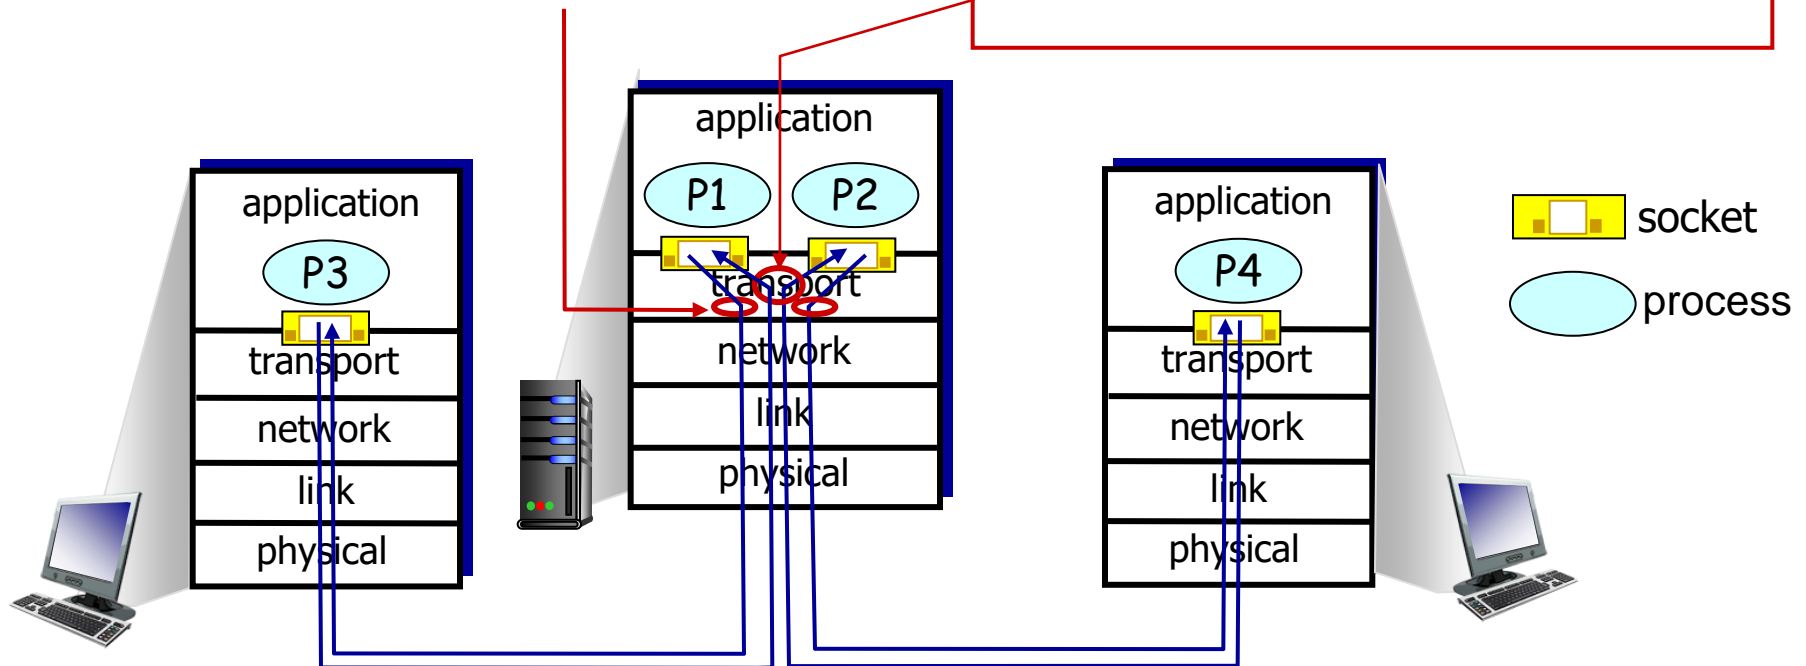 application
P3
transport
network
link
physical
application
P1
P2
transport
network
link
physical
application
P4
transport
network
link
physical
socket
process